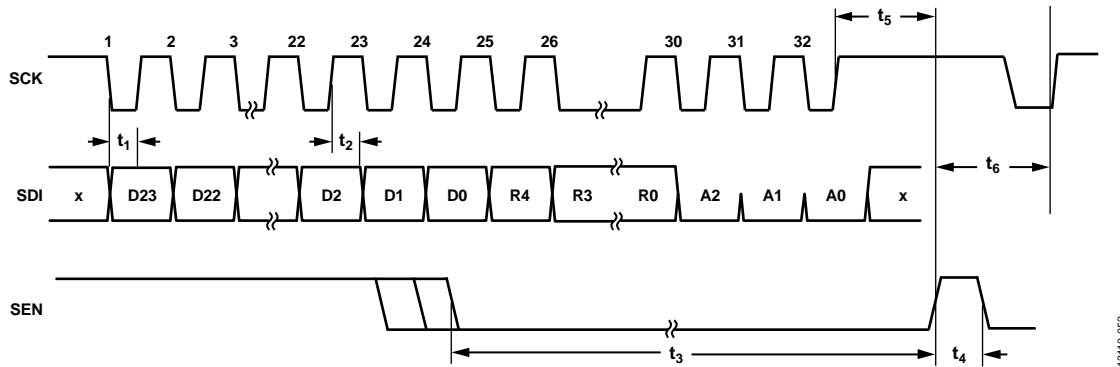 t5
1 2 3 22 23 24 25 26 30 31 32
SCK
t1 t2
t6
SDI x D23 D22 D2 D1 D0 R4 R3 R0 A2 A1 A0 x
SEN
t3 t4